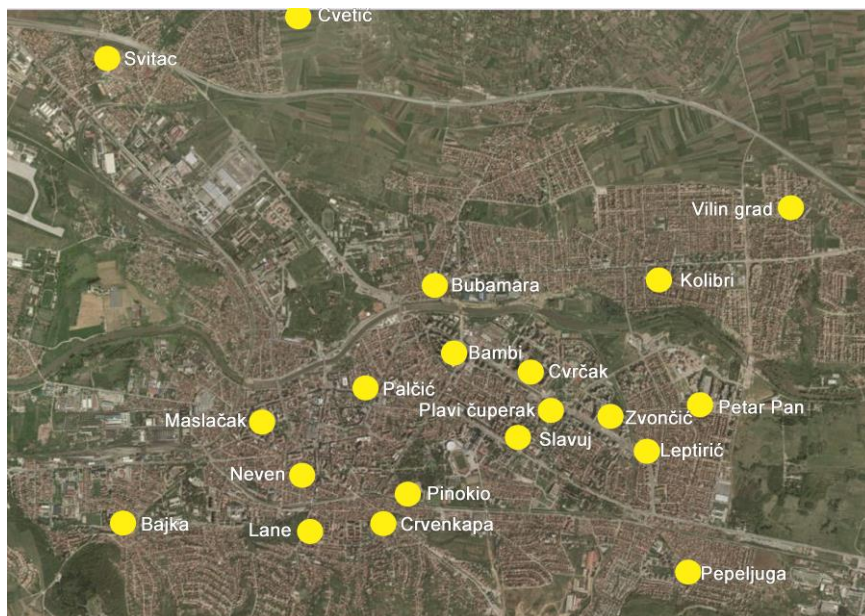 Cvetić
Svitac
Vilin grad
Kolibri
Bubamara
Bambi
Cvrčak
Palčić
Plavi čuperak
Petar Pan
Zvončić
Maslačak
Slavuj
Leptirić
Neven
Pinokio
Bajka
Lane
Crvenkapa
Pepeljuga